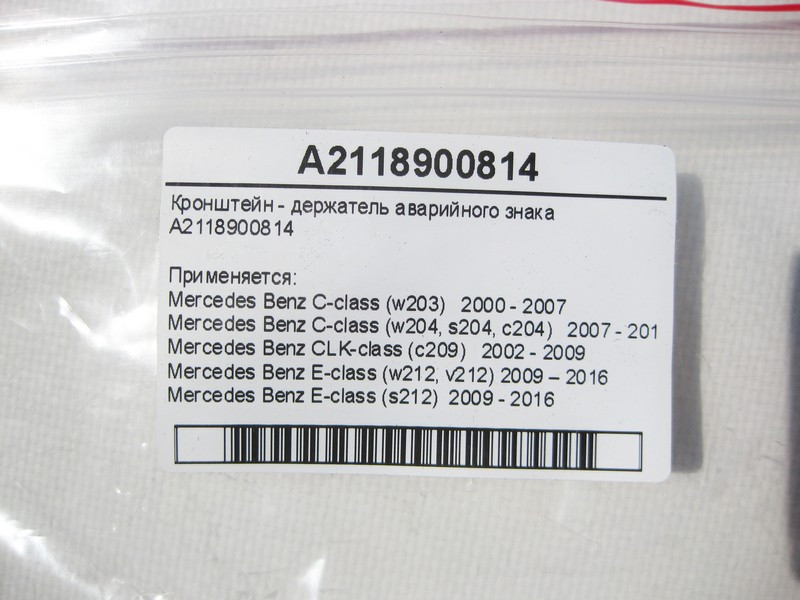 A2118900814
Кронштейн - держатель аварийного знака
A2118900814
Применяется:
Mercedes Benz C-class (w203) 2000 - 2007
Mercedes Benz C-class (w204, s204, c204) 2007 - 201
Mercedes Benz CLK-class (c209) 2002 - 2009
Mercedes Benz E-class (w212, v212) 2009 – 2016
Mercedes Benz E-class (s212) 2009 - 2016